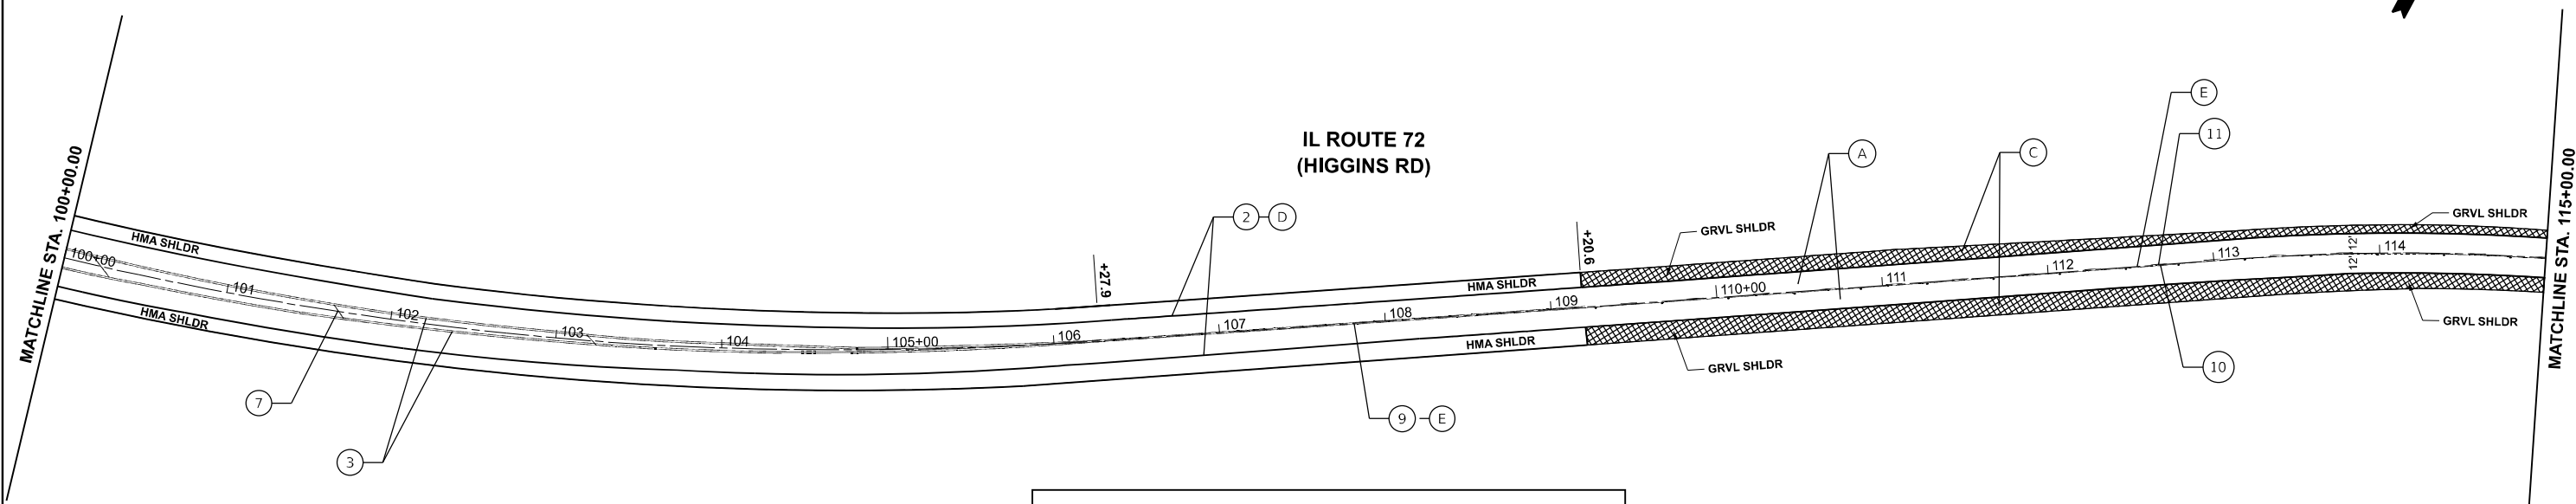 IL ROUTE 72
(HIGGINS RD)
MATCHLINE STA. 100+00.00
MATCHLINE STA. 115+00.00
HMA SHLDR
HMA SHLDR
HMA SHLDR
HMA SHLDR
GRVL SHLDR
GRVL SHLDR
GRVL SHLDR
GRVL SHLDR
100+00
101
102
103
104
105+00
106
107
108
109
110+00
111
112
113
114
+27.9
+20.6
12'
12'
2
D
A
C
E
11
7
3
9
E
10